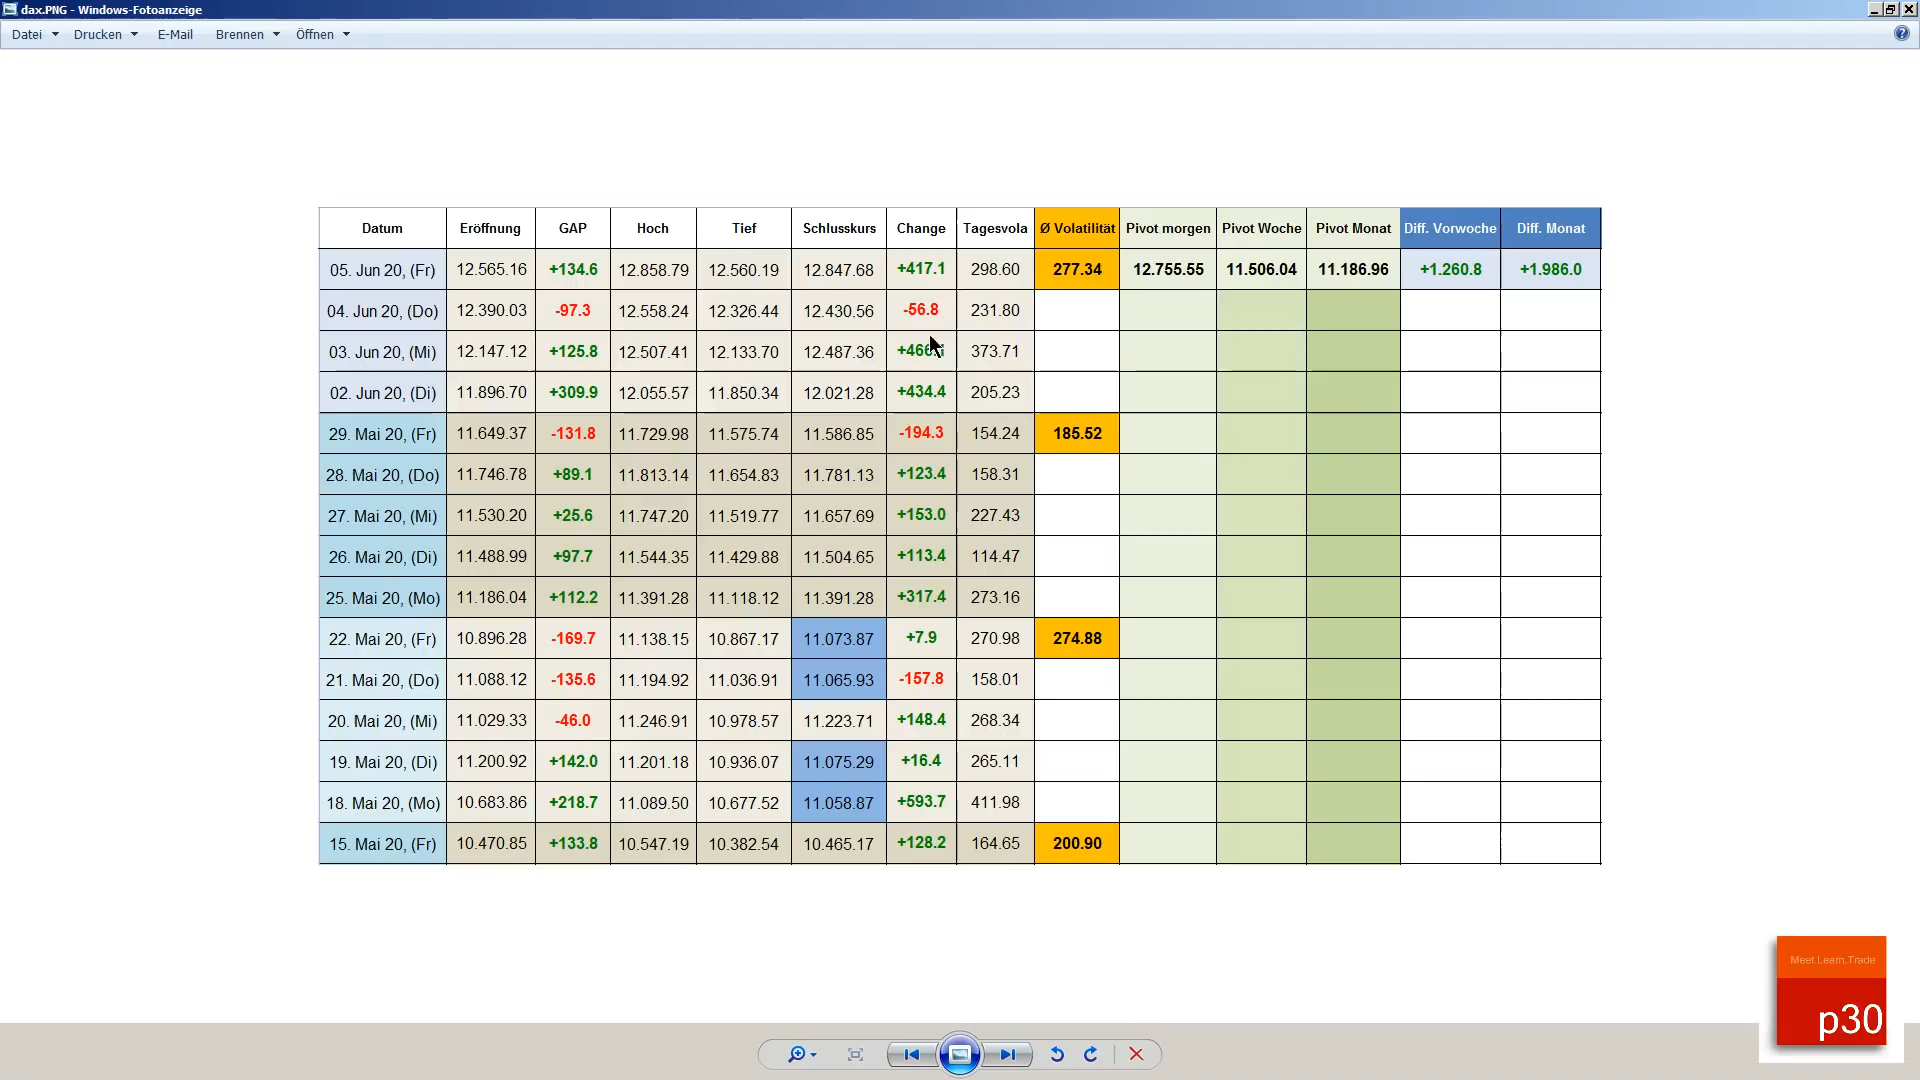 dax.PNG - Windows-Fotoanzeige
Datei Drucken E-Mail Brennen Öffnen
Datum Eröffnung GAP Hoch Tief Schlusskurs Change Tagesvola Ø Volatilität Pivot morgen Pivot Woche Pivot Monat Diff. Vorwoche Diff. Monat
05. Jun 20, (Fr) 12.565.16 +134.6 12.858.79 12.560.19 12.847.68 +417.1 298.60 277.34 12.755.55 11.506.04 11.186.96 +1.260.8 +1.986.0
04. Jun 20, (Do) 12.390.03 -97.3 12.558.24 12.326.44 12.430.56 -56.8 231.80
03. Jun 20, (Mi) 12.147.12 +125.8 12.507.41 12.133.70 12.487.36 373.71
02. Jun 20, (Di) 11.896.70 +309.9 12.055.57 11.850.34 12.021.28 +434.4 205.23
29. Mai 20, (Fr) 11.649.37 -131.8 11.729.98 11.575.74 11.586.85 -194.3 154.24 185.52
28. Mai 20, (Do) 11.746.78 +89.1 11.813.14 11.654.83 11.781.13 +123.4 158.31
27. Mai 20, (Mi) 11.530.20 +25.6 11.747.20 11.519.77 11.657.69 +153.0 227.43
26. Mai 20, (Di) 11.488.99 +97.7 11.544.35 11.429.88 11.504.65 +113.4 114.47
25. Mai 20, (Mo) 11.186.04 +112.2 11.391.28 11.118.12 11.391.28 +317.4 273.16
22. Mai 20, (Fr) 10.896.28 -169.7 11.138.15 10.867.17 11.073.87 +7.9 270.98 274.88
21. Mai 20, (Do) 11.088.12 -135.6 11.194.92 11.036.91 11.065.93 -157.8 158.01
20. Mai 20, (Mi) 11.029.33 -46.0 11.246.91 10.978.57 11.223.71 +148.4 268.34
19. Mai 20, (Di) 11.200.92 +142.0 11.201.18 10.936.07 11.075.29 +16.4 265.11
18. Mai 20, (Mo) 10.683.86 +218.7 11.089.50 10.677.52 11.058.87 +593.7 411.98
15. Mai 20, (Fr) 10.470.85 +133.8 10.547.19 10.382.54 10.465.17 +128.2 164.65 200.90
Meet.Learn.Trade
p30